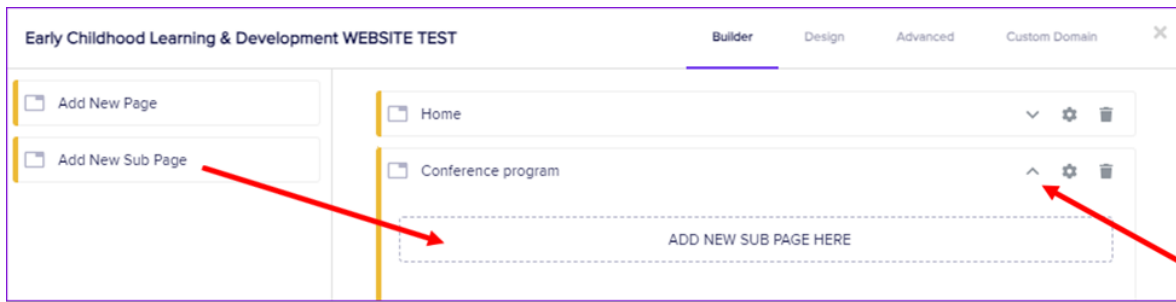 Early Childhood Learning & Development WEBSITE TEST
Builder
Design
Advanced
Custom Domain
Add New Page
Add New Sub Page
Home
Conference program
ADD NEW SUB PAGE HERE